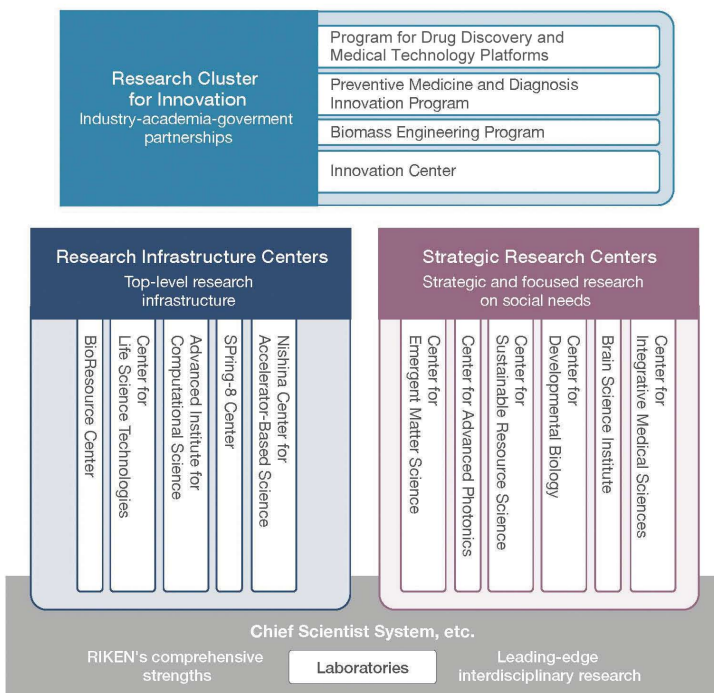 Research Cluster
for Innovation
Industry-academia-goverment
partnerships
Program for Drug Discovery and
Medical Technology Platforms
Preventive Medicine and Diagnosis
Innovation Program
Biomass Engineering Program
Innovation Center
Research Infrastructure Centers
Top-level research
infrastructure
BioResource Center
Center for
Life Science Technologies
Advanced Institute for
Computational Science
SPring-8 Center
Nishina Center for
Accelerator-Based Science
Strategic Research Centers
Strategic and focused research
on social needs
Center for
Emergent Matter Science
Center for Advanced Photonics
Center for
Sustainable Resource Science
Center for
Developmental Biology
Brain Science Institute
Center for
Integrative Medical Sciences
Chief Scientist System, etc.
RIKEN's comprehensive
strengths
Laboratories
Leading-edge
interdisciplinary research